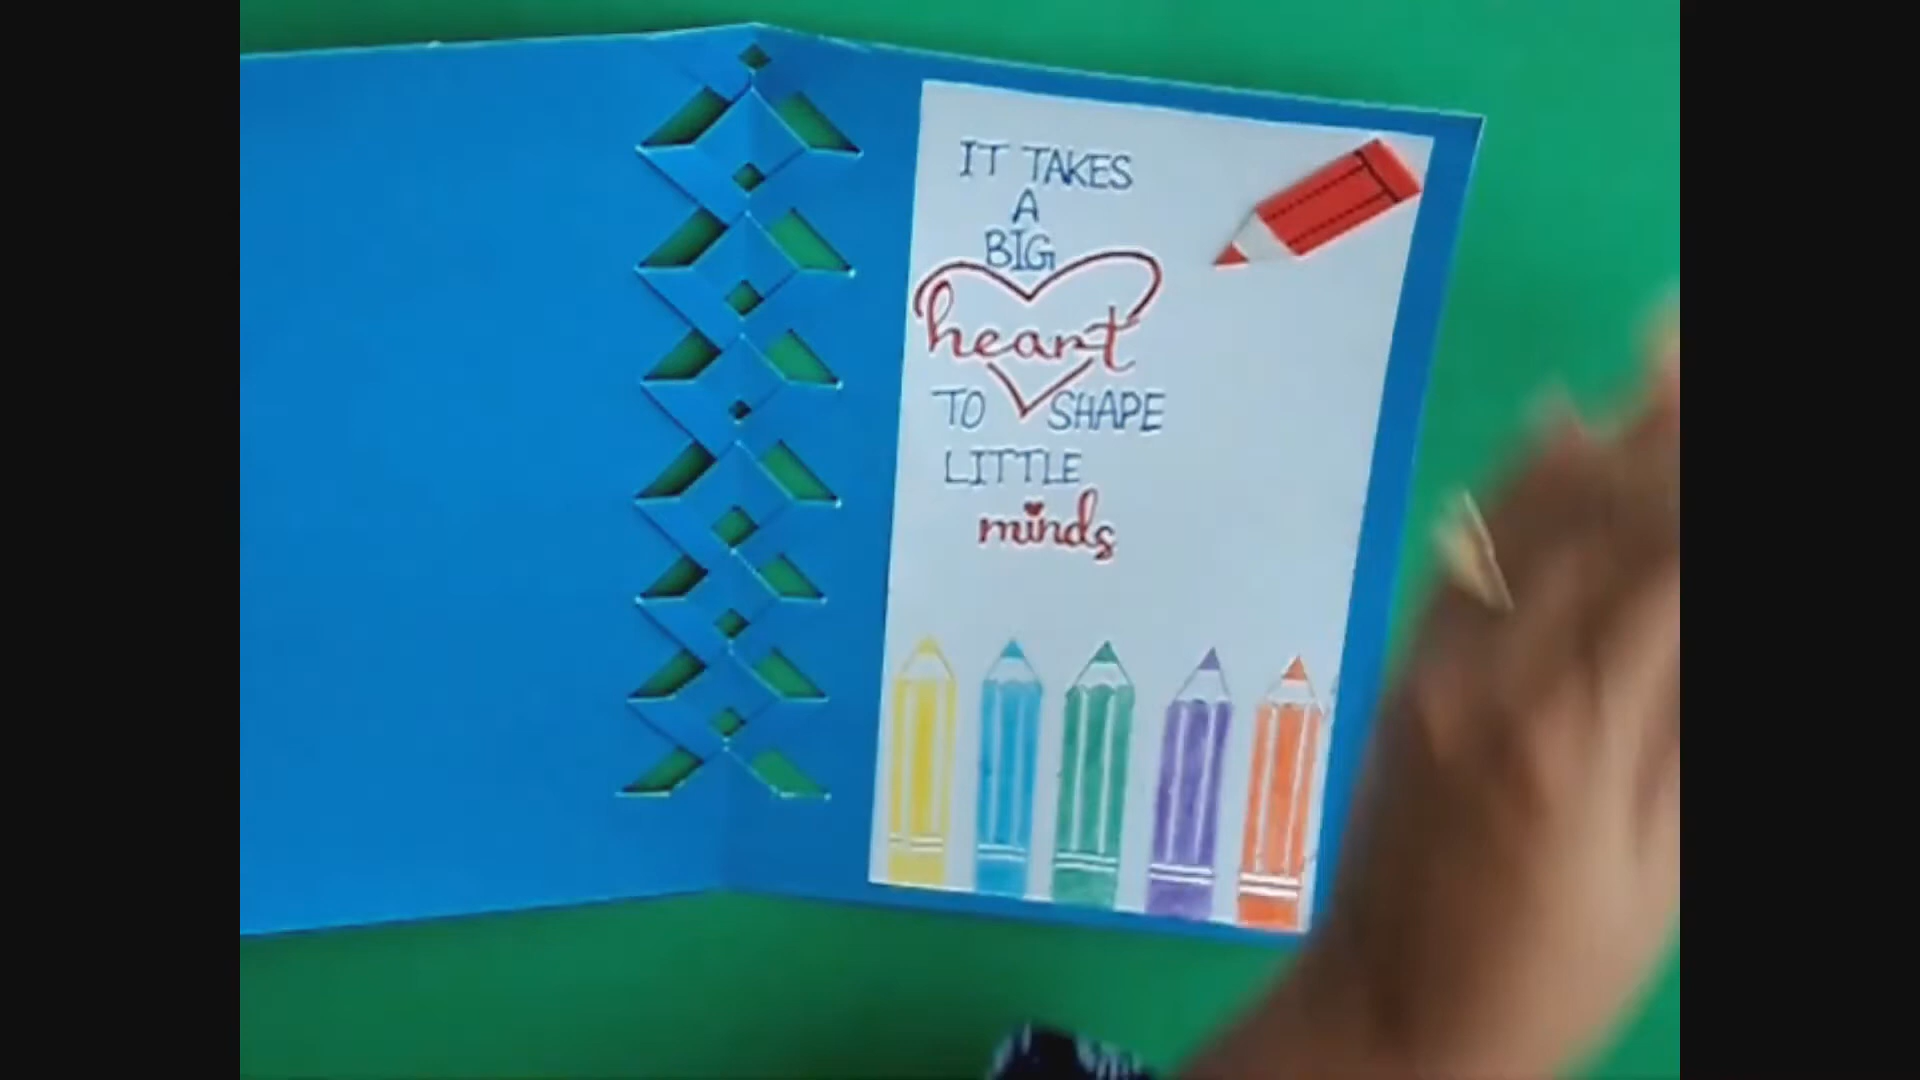 IT TAKES
A
BIG
heart
TO SHAPE
LITTLE
minds